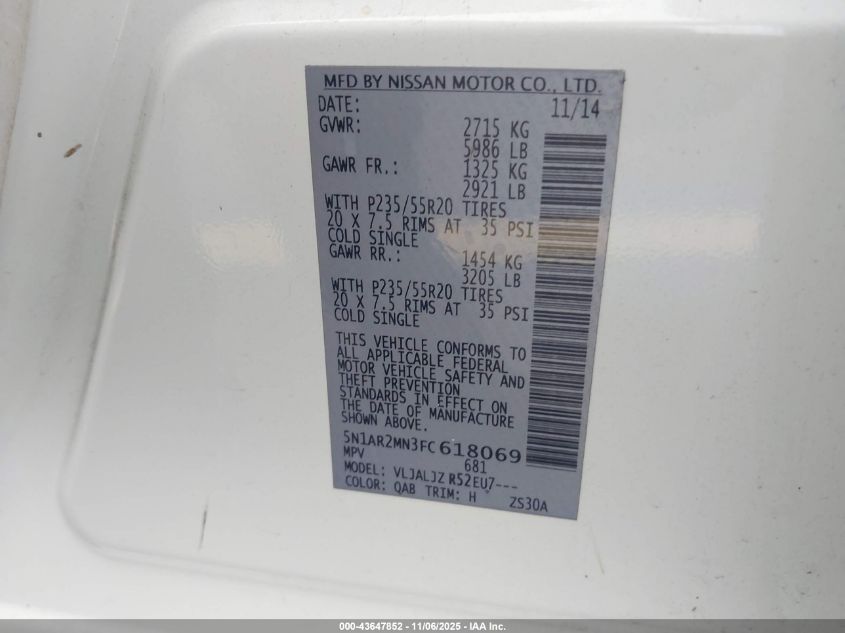 MFD BY NISSAN MOTOR CO., LTD.
DATE: 11/14
GVWR: 2715 KG
5986 LB
GAWR FR.: 1325 KG
2921 LB
WITH P235/55R20 TIRES
20 X 7.5 RIMS AT 35 PSI
COLD SINGLE
GAWR RR.: 1454 KG
3205 LB
WITH P235/55R20 TIRES
20 X 7.5 RIMS AT 35 PSI
COLD SINGLE
THIS VEHICLE CONFORMS TO
ALL APPLICABLE FEDERAL
MOTOR VEHICLE SAFETY AND
THEFT PREVENTION
STANDARDS IN EFFECT ON
THE DATE OF MANUFACTURE
SHOWN ABOVE.
5N1AR2MN3FC618069
MPV 681
MODEL: VLJALJZ R52EU7---
COLOR: QAB TRIM: H ZS30A
000-43647852 - 11/06/2025 - IAA Inc.